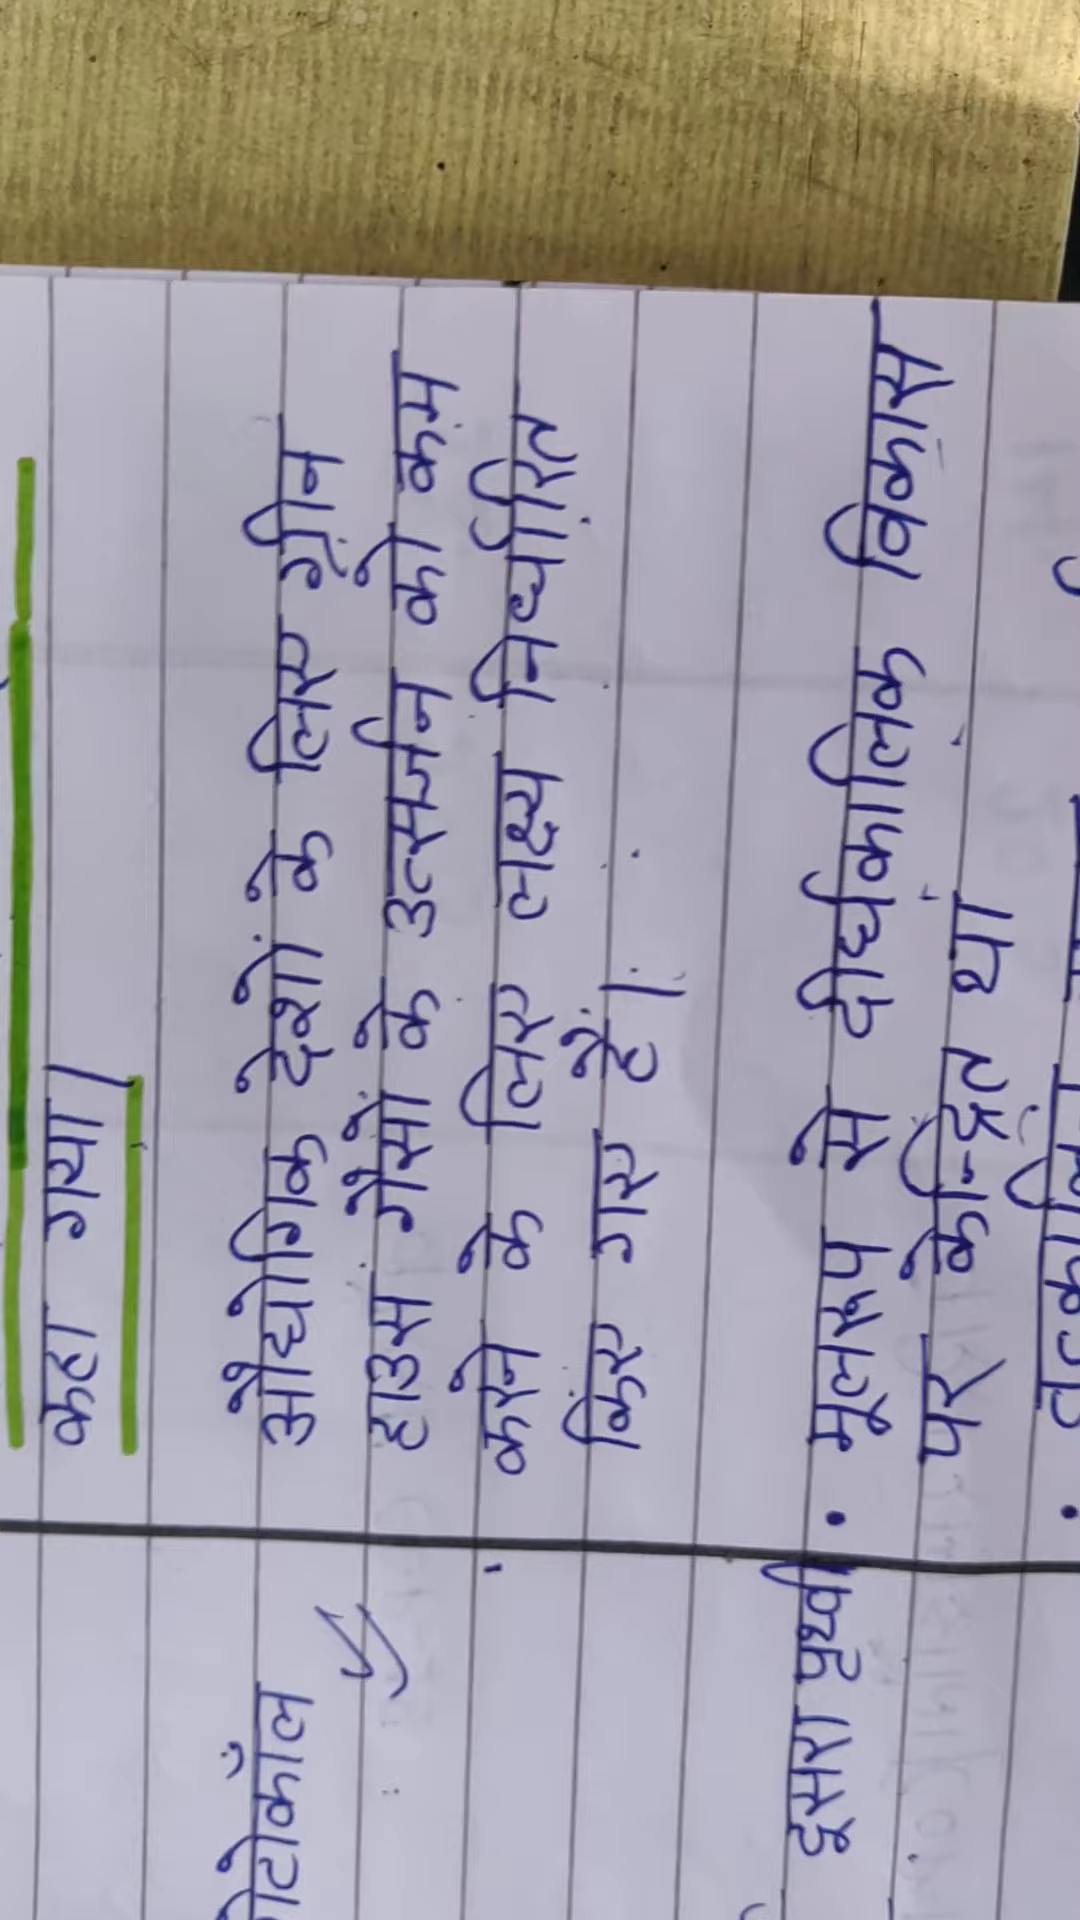 कहा गया।
औद्योगिक देशों के लिए ग्रीन
हाउस गैसों के उत्सर्जन को कम
करने के लिए लक्ष्य निर्धारित
किए गए हैं।
मूलरूप से दीर्घकालिक विकास
पर केन्द्रित था
दूसरा पृथ्वी